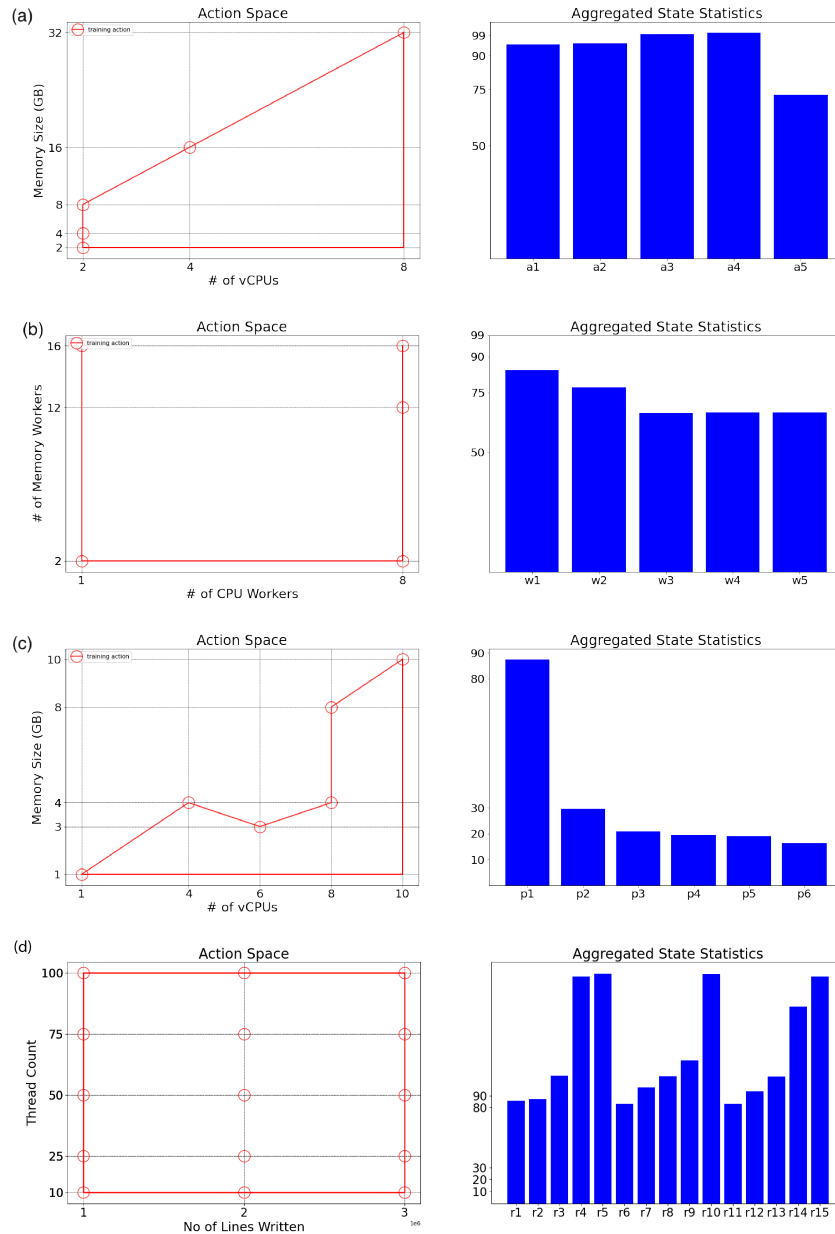 (a)
Action Space
training action
32
16
8
4
2
2 4 8
Memory Size (GB)
# of vCPUs
Aggregated State Statistics
99
90
75
50
a1 a2 a3 a4 a5
(b)
Action Space
training action
16
12
2
1 8
# of Memory Workers
# of CPU Workers
Aggregated State Statistics
99
90
75
50
w1 w2 w3 w4 w5
(c)
Action Space
training action
10
8
4
3
1
1 4 6 8 10
Memory Size (GB)
# of vCPUs
Aggregated State Statistics
90
80
30
20
10
p1 p2 p3 p4 p5 p6
(d)
Action Space
100
75
50
25
10
1 2 3
1e6
Thread Count
No of Lines Written
Aggregated State Statistics
90
80
30
20
10
r1 r2 r3 r4 r5 r6 r7 r8 r9 r10 r11 r12 r13 r14 r15